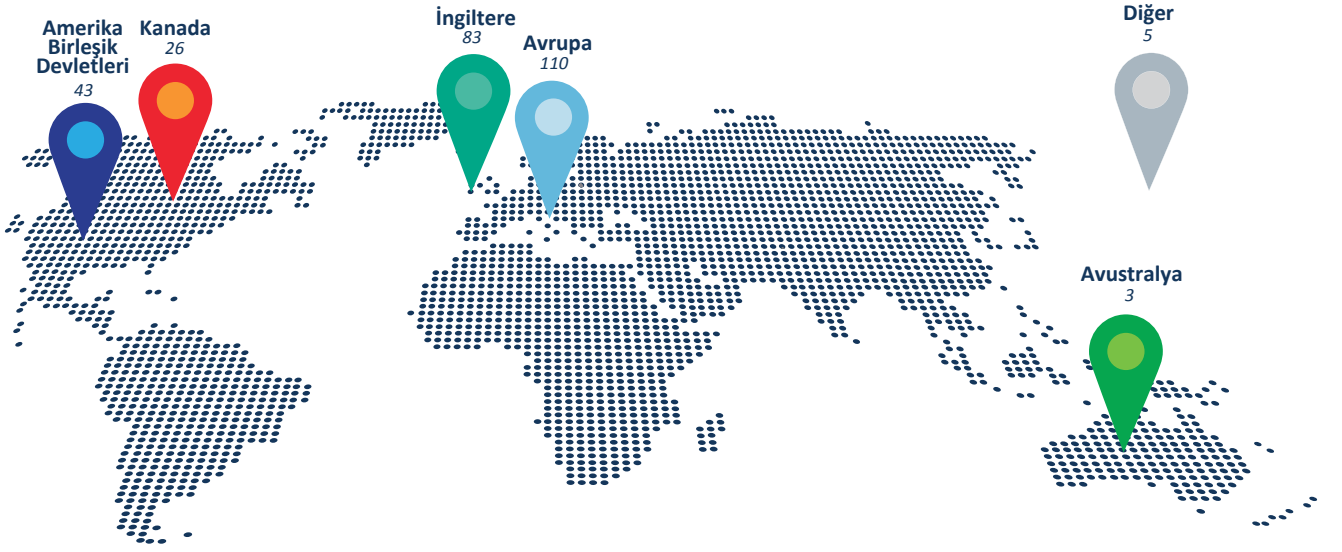 Amerika
Birleşik
Devletleri
43
Kanada
26
İngiltere
83
Avrupa
110
Diğer
5
Avustralya
3